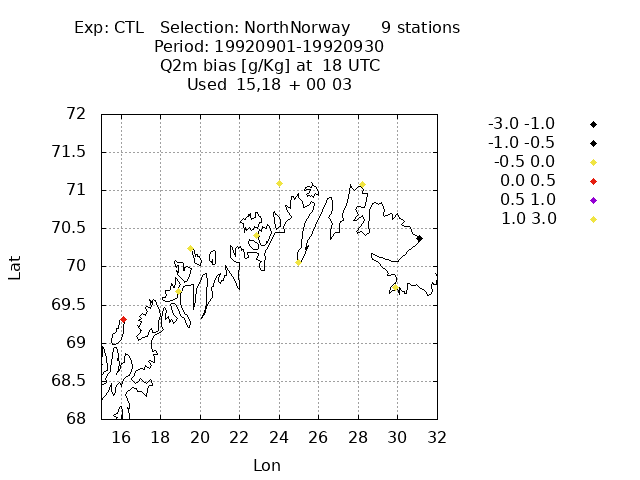 Exp: CTL Selection: NorthNorway 9 stations
Period: 19920901-19920930
Q2m bias [g/Kg] at 18 UTC
Used 15,18 + 00 03
72
71.5
71
70.5
70
69.5
69
68.5
68
16 18 20 22 24 26 28 30 32
Lat
Lon
-3.0 -1.0
-1.0 -0.5
-0.5 0.0
0.0 0.5
0.5 1.0
1.0 3.0